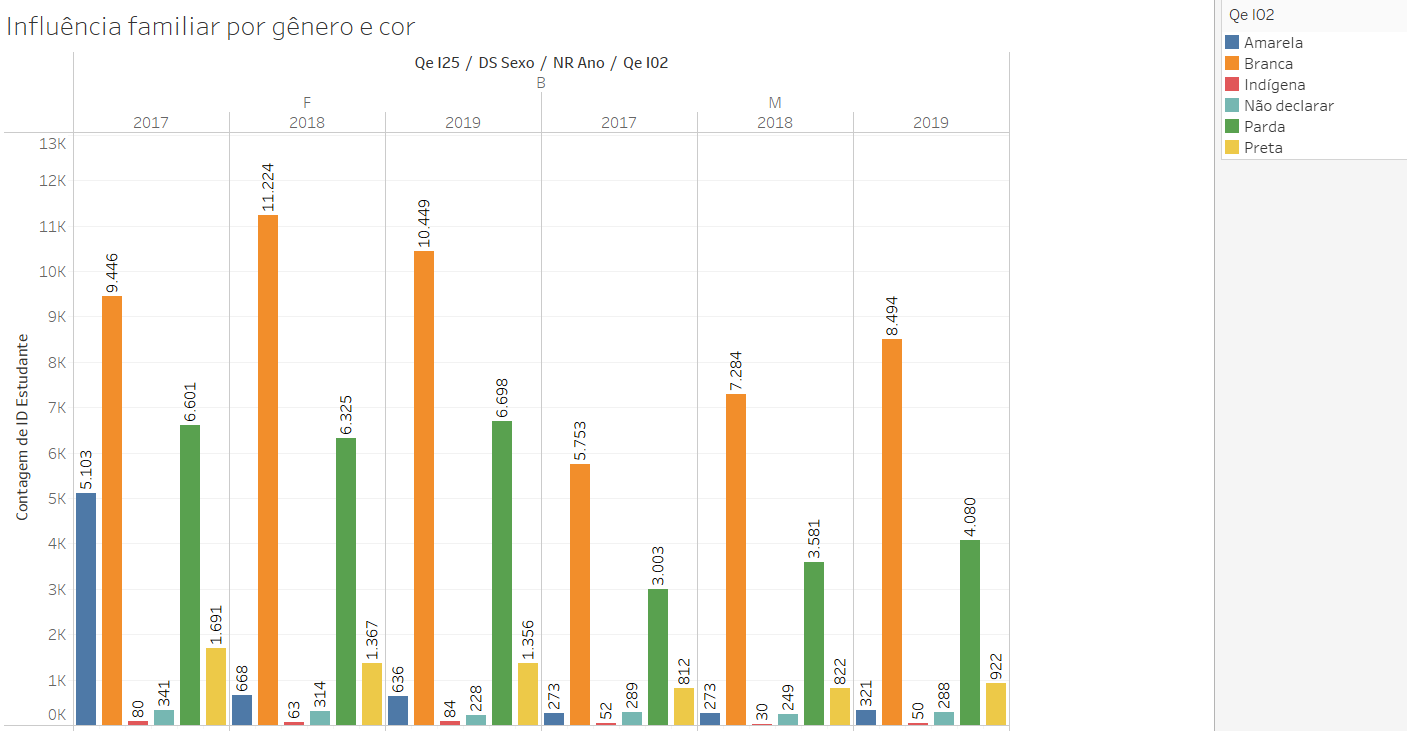 Influência familiar por gênero e cor
Qe I25 / DS Sexo / NR Ano / Qe I02
B
F M
2017 2018 2019 2017 2018 2019
Contagem de ID Estudante
13K
12K
11K
10K
9K
8K
7K
6K
5K
4K
3K
2K
1K
0K
5.103 9.446 80 341 6.601 1.691
668 11.224 63 314 6.325 1.367
636 10.449 84 228 6.698 1.356
273 5.753 52 289 3.003 812
273 7.284 30 249 3.581 822
321 8.494 50 288 4.080 922
Qe I02
Amarela
Branca
Indígena
Não declarar
Parda
Preta